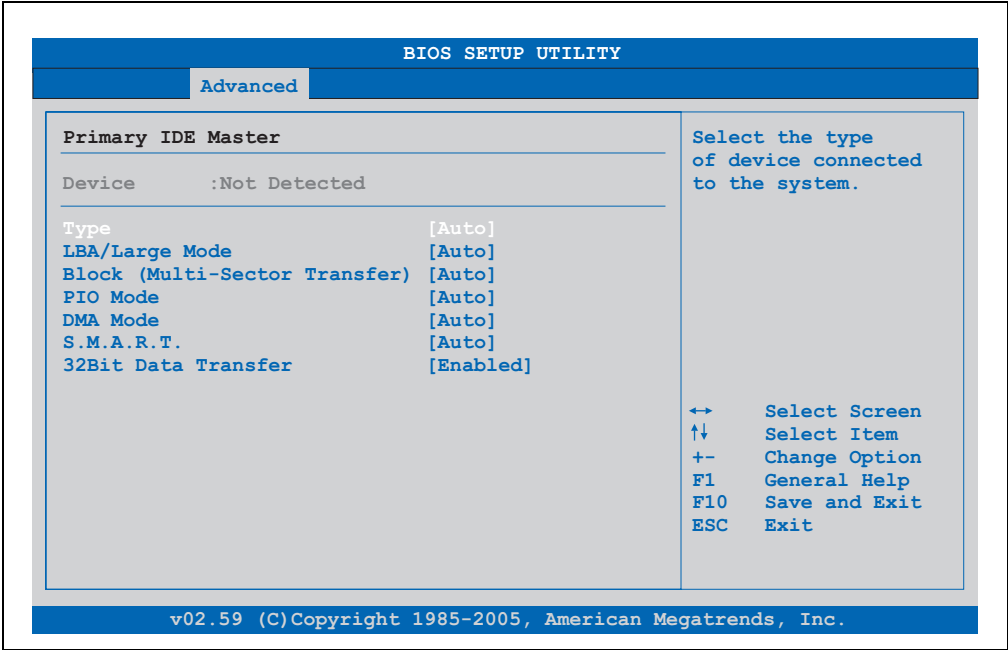 BIOS SETUP UTILITY
Advanced
Primary IDE Master
Device :Not Detected
Type [Auto]
LBA/Large Mode [Auto]
Block (Multi-Sector Transfer) [Auto]
PIO Mode [Auto]
DMA Mode [Auto]
S.M.A.R.T. [Auto]
32Bit Data Transfer [Enabled]
Select the type
of device connected
to the system.
↔ Select Screen
↑↓ Select Item
+- Change Option
F1 General Help
F10 Save and Exit
ESC Exit
v02.59 (C)Copyright 1985-2005, American Megatrends, Inc.